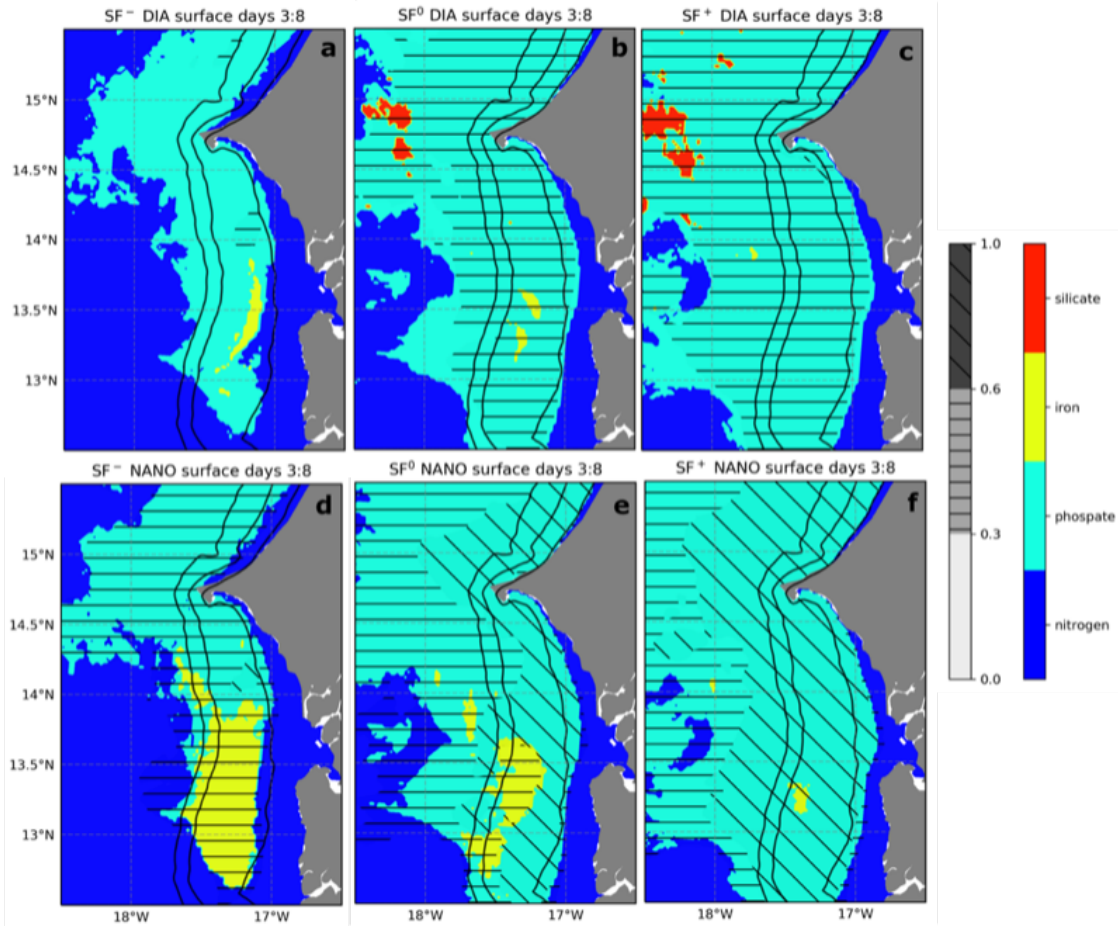 SF⁻ DIA surface days 3:8
SF⁰ DIA surface days 3:8
SF⁺ DIA surface days 3:8
a
b
c
15°N
14.5°N
14°N
13.5°N
13°N
1.0
0.6
0.3
0.0
silicate
iron
phospate
nitrogen
SF⁻ NANO surface days 3:8
SF⁰ NANO surface days 3:8
SF⁺ NANO surface days 3:8
d
e
f
15°N
14.5°N
14°N
13.5°N
13°N
18°W
17°W
18°W
17°W
18°W
17°W